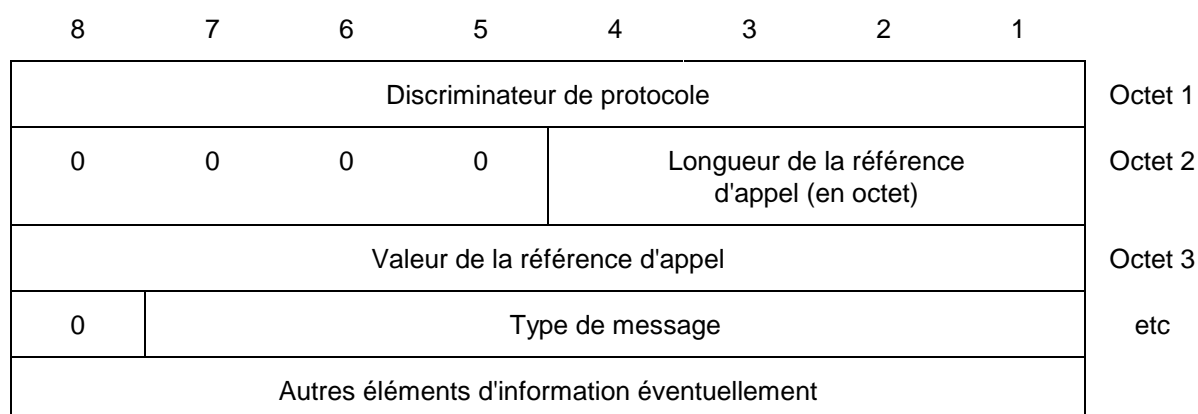 8 7 6 5 4 3 2 1
Discriminateur de protocole Octet 1
0 0 0 0 Longueur de la référence Octet 2
d'appel (en octet)
Valeur de la référence d'appel Octet 3
0 Type de message etc
Autres éléments d'information éventuellement